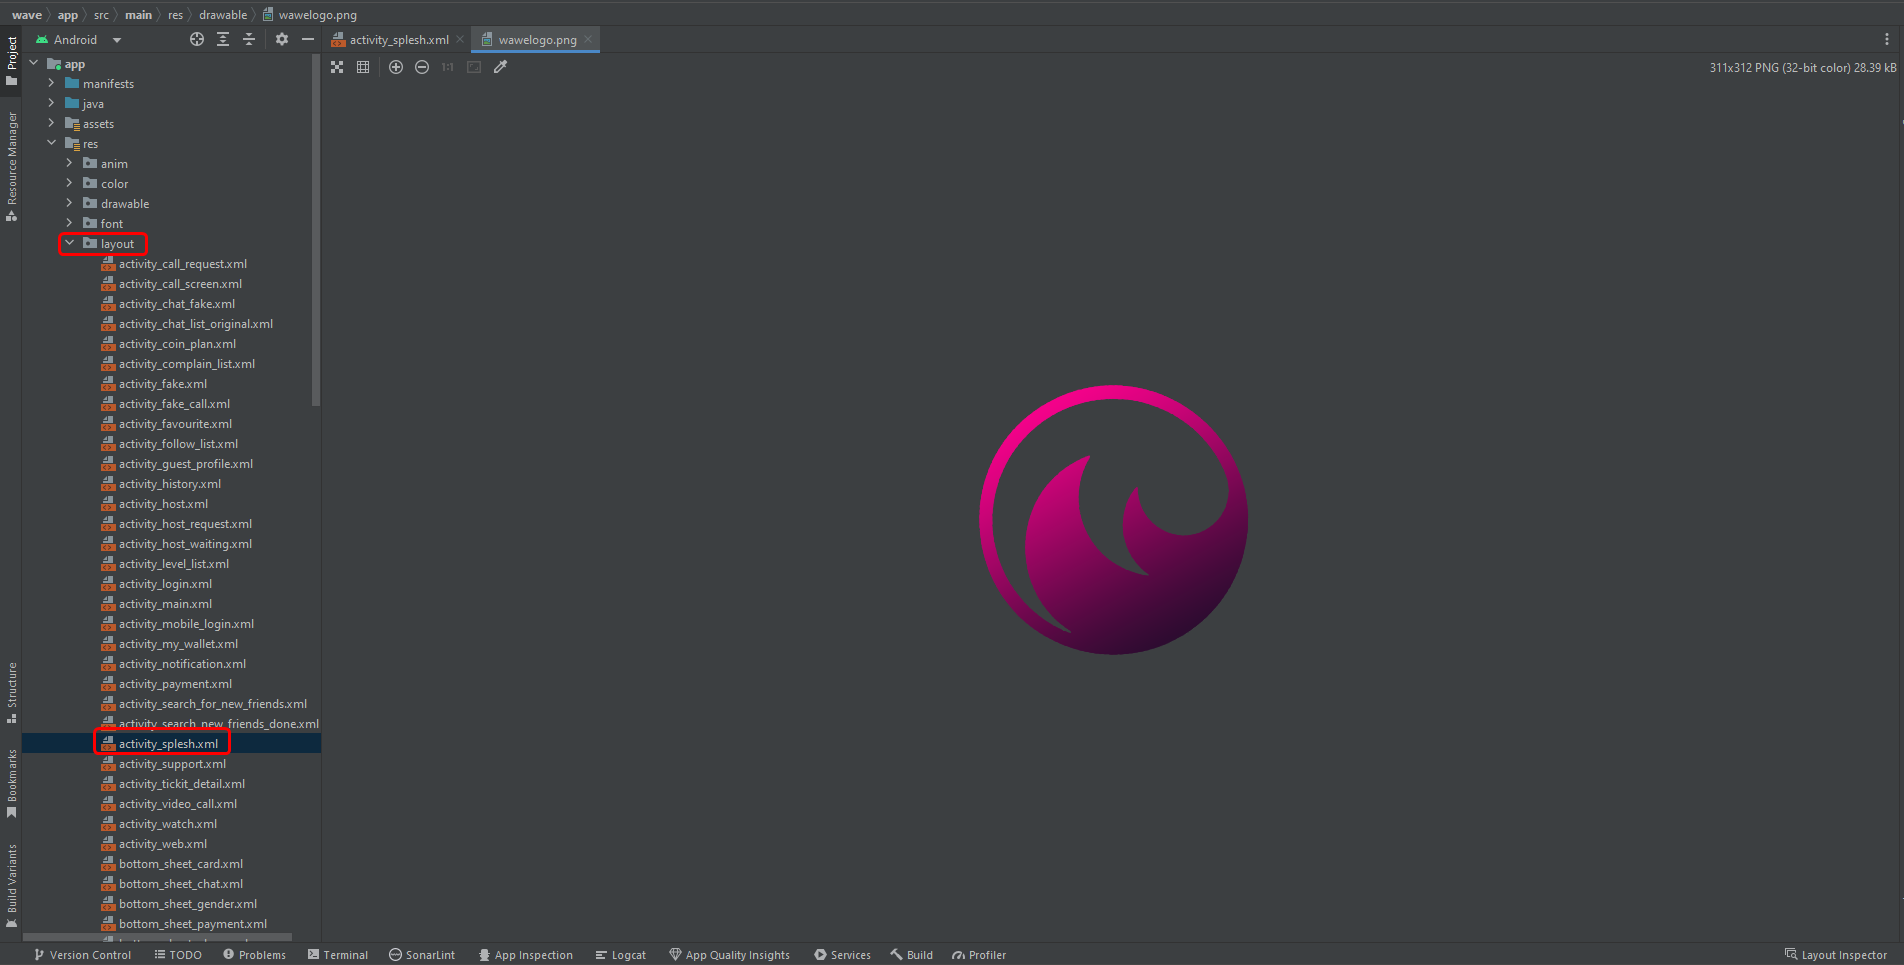 wave app src main res drawable wawelogo.png
Android
activity_splesh.xml
wawelogo.png
1:1
311x312 PNG (32-bit color) 28.39 kB
Project
Resource Manager
Structure
Bookmarks
Build Variants
app
manifests
java
assets
res
anim
color
drawable
font
layout
activity_call_request.xml
activity_call_screen.xml
activity_chat_fake.xml
activity_chat_list_original.xml
activity_coin_plan.xml
activity_complain_list.xml
activity_fake.xml
activity_fake_call.xml
activity_favourite.xml
activity_follow_list.xml
activity_guest_profile.xml
activity_history.xml
activity_host.xml
activity_host_request.xml
activity_host_waiting.xml
activity_level_list.xml
activity_login.xml
activity_main.xml
activity_mobile_login.xml
activity_my_wallet.xml
activity_notification.xml
activity_payment.xml
activity_search_for_new_friends.xml
activity_search_new_friends_done.xml
activity_splesh.xml
activity_support.xml
activity_tickit_detail.xml
activity_video_call.xml
activity_watch.xml
activity_web.xml
bottom_sheet_card.xml
bottom_sheet_chat.xml
bottom_sheet_gender.xml
bottom_sheet_payment.xml
Version Control TODO Problems Terminal SonarLint App Inspection Logcat App Quality Insights Services Build Profiler Layout Inspector